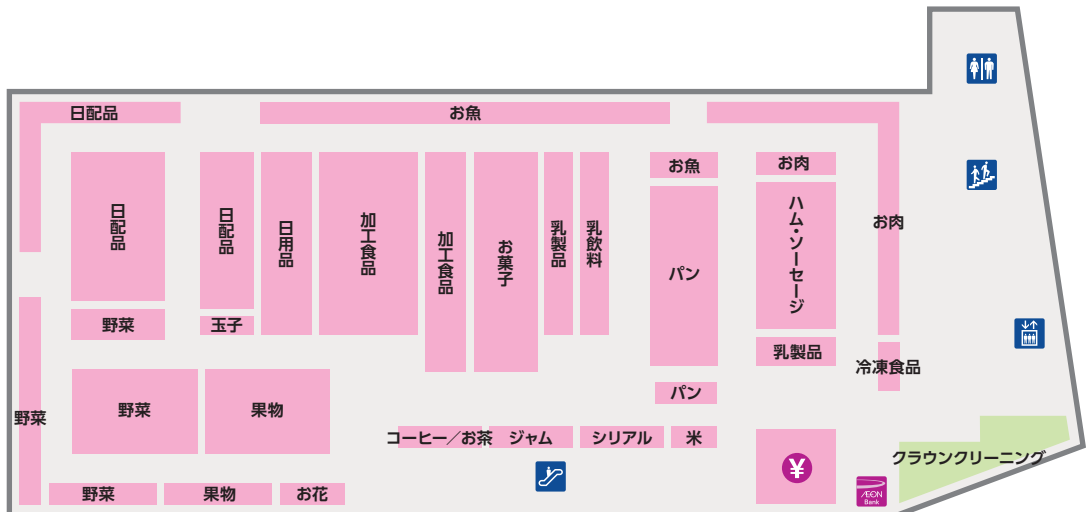 日配品
お魚
お魚
お肉
日配品
日配品
日用品
加工食品
加工食品
お菓子
乳製品
乳飲料
パン
ハム・ソーセージ
お肉
野菜
玉子
乳製品
冷凍食品
パン
野菜
野菜
果物
コーヒー／お茶
ジャム
シリアル
米
クラウンクリーニング
¥
ÆON
Bank
野菜
果物
お花